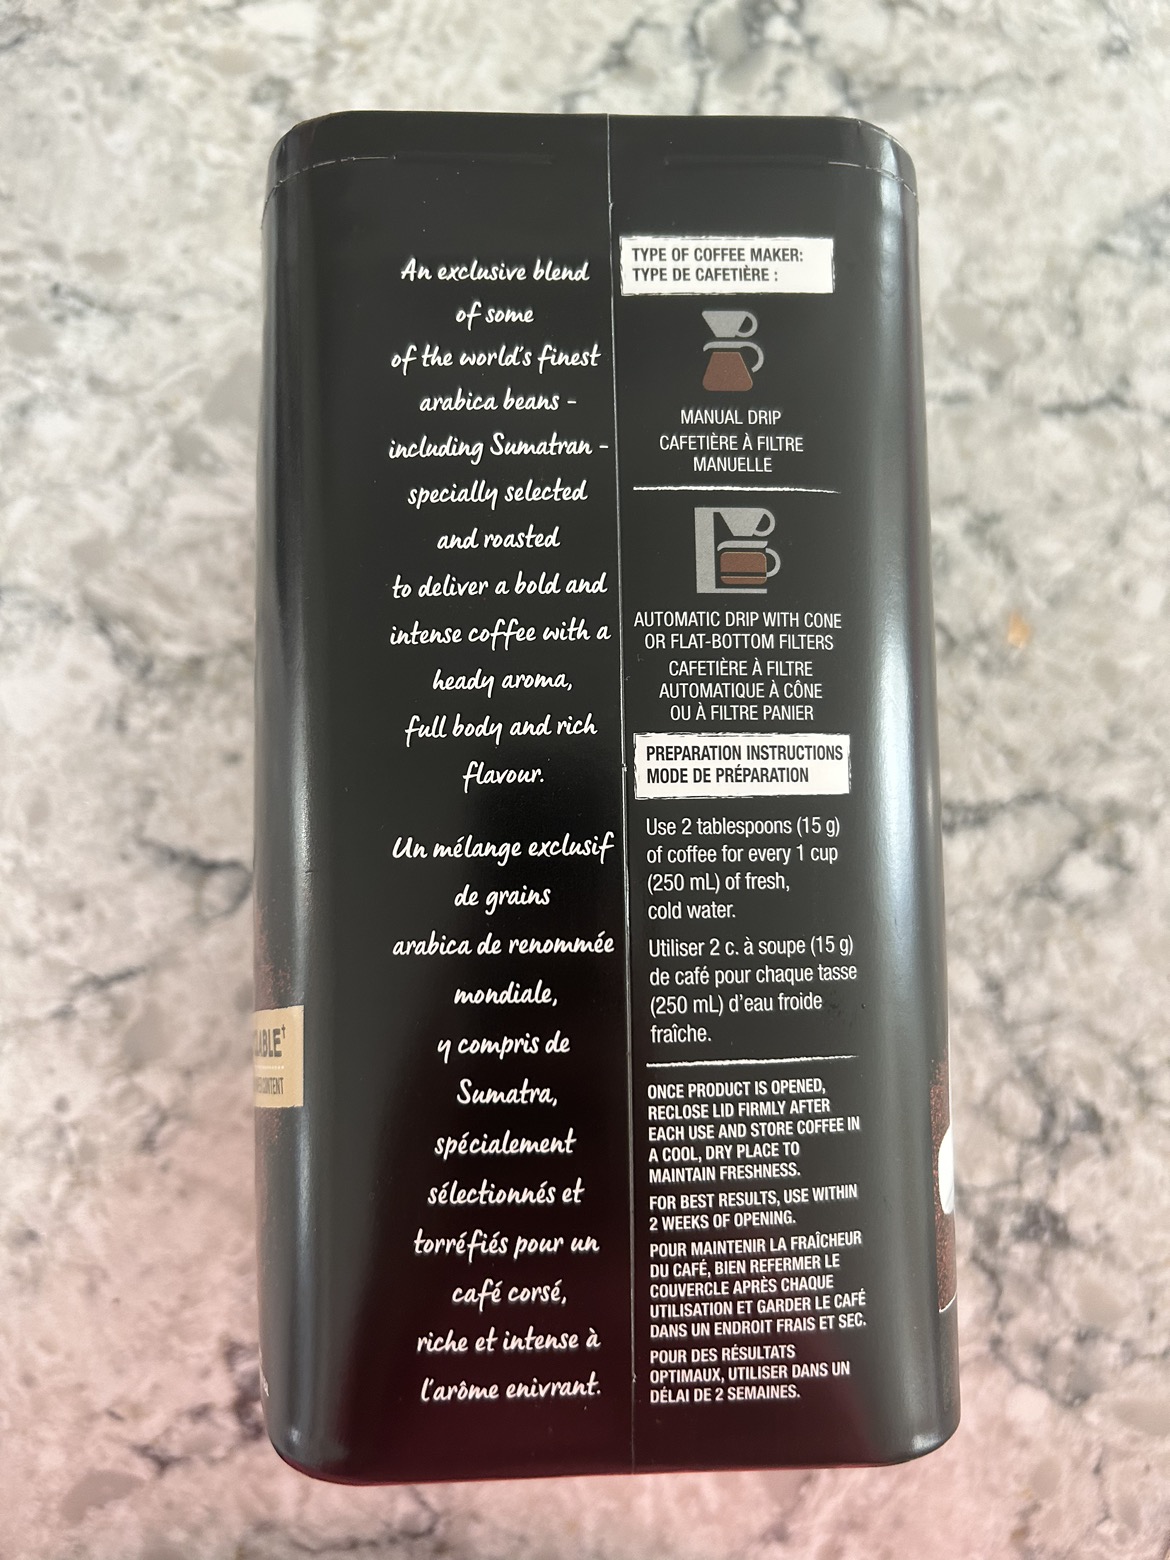 An exclusive blend
of some
of the world's finest
arabica beans -
including Sumatran -
specially selected
and roasted
to deliver a bold and
intense coffee with a
heady aroma,
full body and rich
flavour.
Un mélange exclusif
de grains
arabica de renommée
mondiale,
y compris de
Sumatra,
spécialement
sélectionnés et
torréfiés pour un
café corsé,
riche et intense à
l'arôme enivrant.
TYPE OF COFFEE MAKER:
TYPE DE CAFETIÈRE :
MANUAL DRIP
CAFETIÈRE À FILTRE
MANUELLE
AUTOMATIC DRIP WITH CONE
OR FLAT-BOTTOM FILTERS
CAFETIÈRE À FILTRE
AUTOMATIQUE À CÔNE
OU À FILTRE PANIER
PREPARATION INSTRUCTIONS
MODE DE PRÉPARATION
Use 2 tablespoons (15 g)
of coffee for every 1 cup
(250 mL) of fresh,
cold water.
Utiliser 2 c. à soupe (15 g)
de café pour chaque tasse
(250 mL) d'eau froide
fraîche.
ONCE PRODUCT IS OPENED,
RECLOSE LID FIRMLY AFTER
EACH USE AND STORE COFFEE IN
A COOL, DRY PLACE TO
MAINTAIN FRESHNESS.
FOR BEST RESULTS, USE WITHIN
2 WEEKS OF OPENING.
POUR MAINTENIR LA FRAÎCHEUR
DU CAFÉ, BIEN REFERMER LE
COUVERCLE APRÈS CHAQUE
UTILISATION ET GARDER LE CAFÉ
DANS UN ENDROIT FRAIS ET SEC.
POUR DES RÉSULTATS
OPTIMAUX, UTILISER DANS UN
DÉLAI DE 2 SEMAINES.